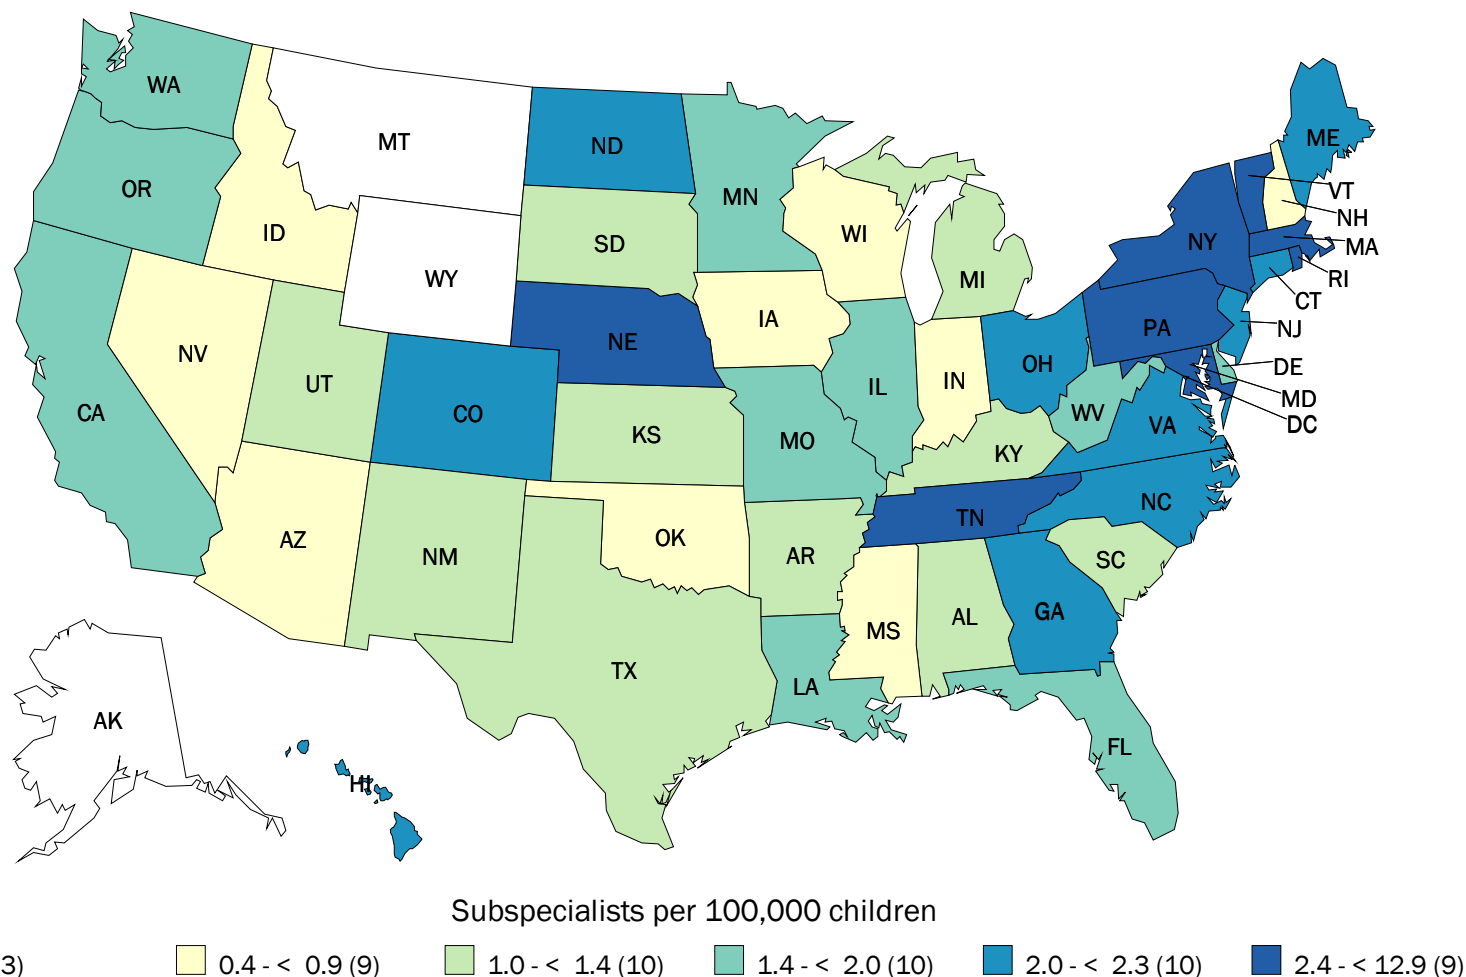 WA
MT
ND
ME
OR
MN
VT
NH
ID
SD
WI
NY
MA
WY
MI
RI
CT
NE
IA
PA
NJ
NV
UT
OH
DE
CO
IL
IN
MD
CA
WV
DC
KS
MO
VA
KY
NC
AZ
OK
TN
NM
AR
SC
GA
MS
AL
TX
LA
AK
FL
HI
Subspecialists per 100,000 children
3) 0.4 - < 0.9 (9) 1.0 - < 1.4 (10) 1.4 - < 2.0 (10) 2.0 - < 2.3 (10) 2.4 - < 12.9 (9)